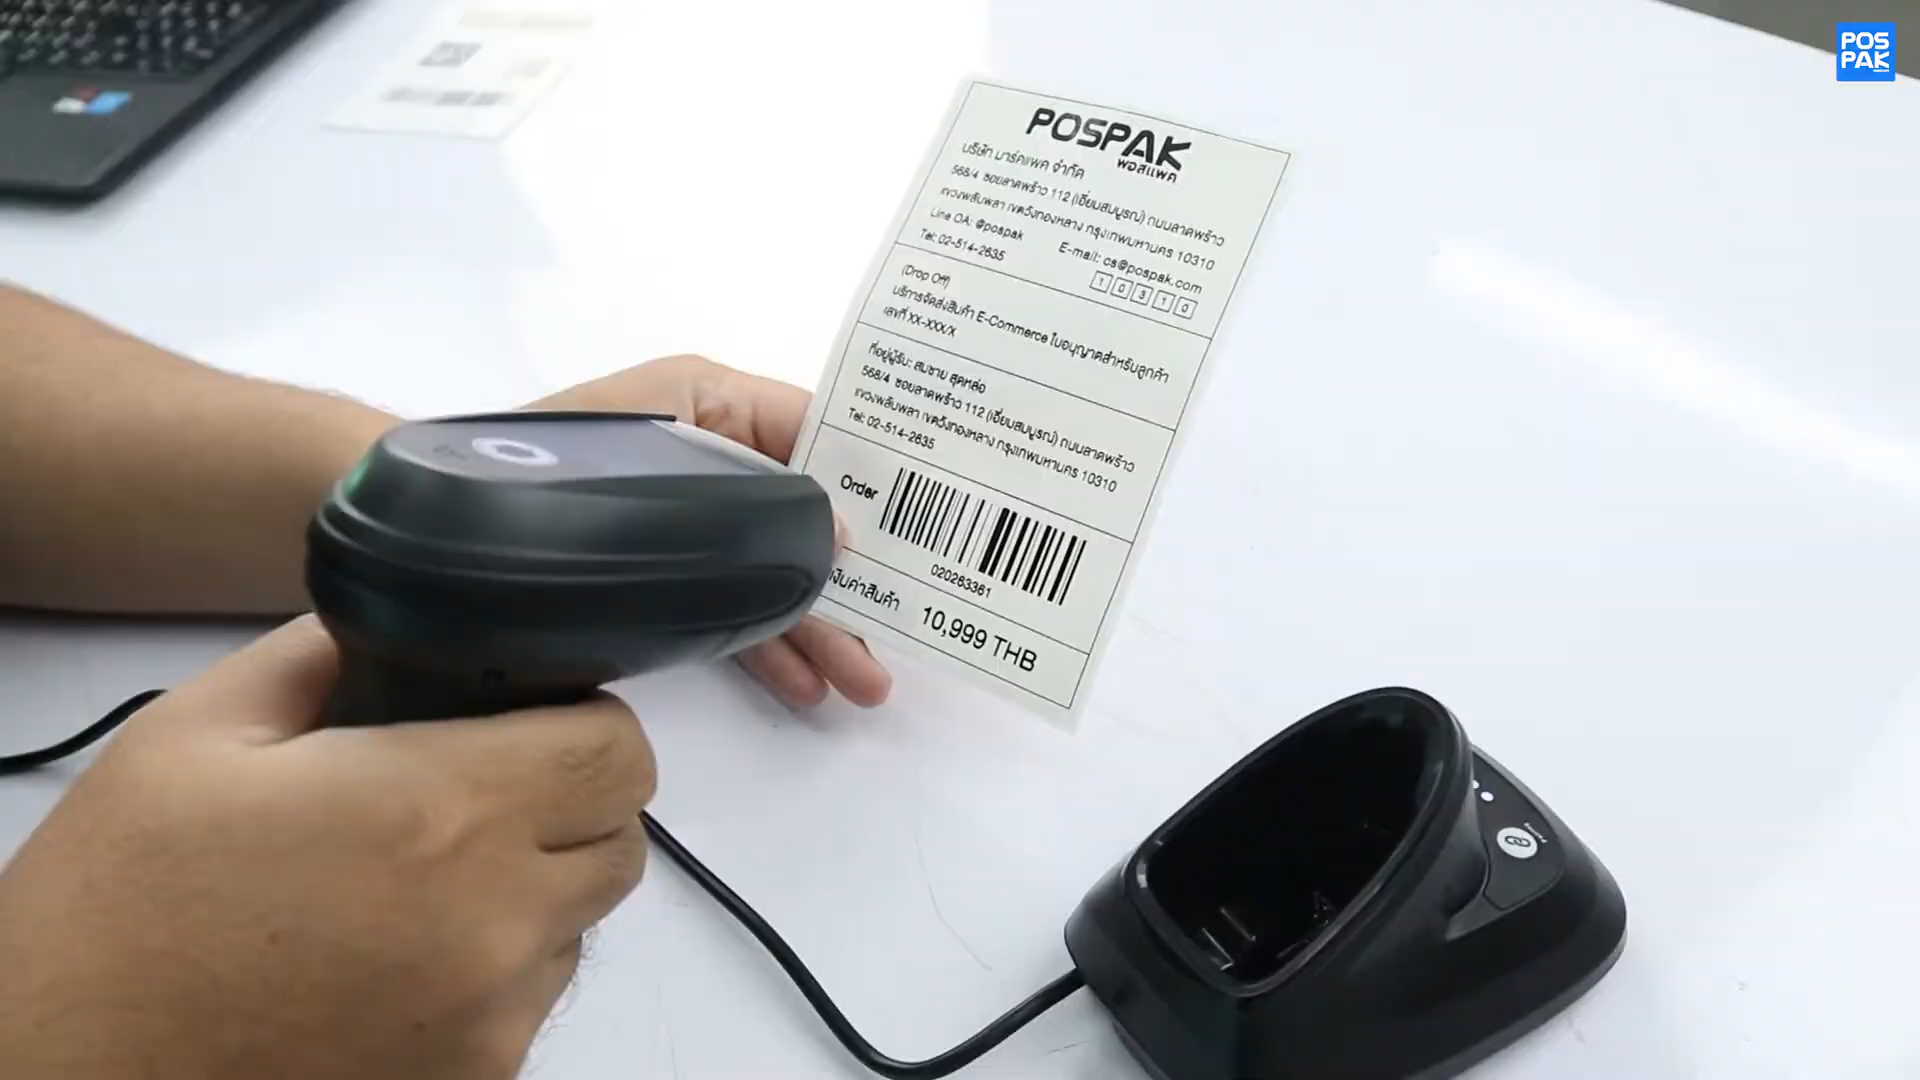 POS
PAK
POSPAK
พอสแพค
บริษัท มาร์คแพค จำกัด
568/4 ซอยลาดพร้าว 112 (เอี่ยมสมบูรณ์) ถนนลาดพร้าว
แขวงพลับพลา เขตวังทองหลาง กรุงเทพมหานคร 10310
Line OA: @pospak
E-mail: cs@pospak.com
Tel: 02-514-2635
10310
(Drop Off)
บริการจัดส่งสินค้า E-Commerce ใบอนุญาตสำหรับลูกค้า
เลขที่ XX-XXX/X
ที่อยู่ผู้รับ: สมชาย สุดหล่อ
568/4 ซอยลาดพร้าว 112 (เอี่ยมสมบูรณ์) ถนนลาดพร้าว
แขวงพลับพลา เขตวังทองหลาง กรุงเทพมหานคร 10310
Tel: 02-514-2635
Order
020263361
เงินค่าสินค้า 10,999 THB